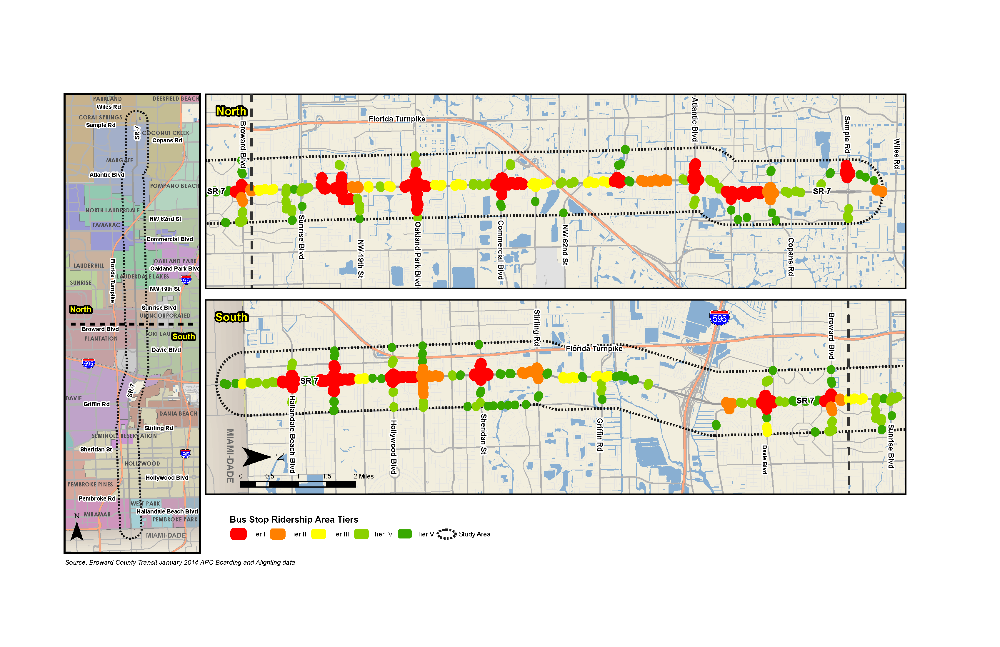 PARKLAND
DEERFIELD BEACH
Wiles Rd
CORAL SPRINGS
Sample Rd
SR 7
COCONUT CREEK
Copans Rd
MARGATE
Atlantic Blvd
POMPANO BEACH
NORTH LAUDERDALE
NW 62nd St
TAMARAC
Commercial Blvd
Florida Turnpike
OAKLAND PARK
LAUDERHILL
Oakland Park Blvd
LAUDERDALE LAKES
95
SUNRISE
NW 19th St
Sunrise Blvd
North
UNINCORPORATED
Broward Blvd
FORT LAUDERDALE
South
PLANTATION
Davie Blvd
595
SR 7
DAVIE
Griffin Rd
DANIA BEACH
Stirling Rd
SEMINOLE RESERVATION
Sheridan St
95
HOLLYWOOD
Hollywood Blvd
PEMBROKE PINES
Pembroke Rd
WEST PARK
Hallandale Beach Blvd
N
MIRAMAR
PEMBROKE PARK
MIAMI-DADE
North
Broward Blvd
Florida Turnpike
Atlantic Blvd
Sample Rd
Wiles Rd
SR 7
SR 7
Sunrise Blvd
NW 19th St
Oakland Park Blvd
Commercial Blvd
NW 62nd St
Copans Rd
South
Stirling Rd
595
Broward Blvd
Florida Turnpike
SR 7
SR 7
MIAMI-DADE
Hallandale Beach Blvd
Hollywood Blvd
Sheridan St
Griffin Rd
Davie Blvd
Sunrise Blvd
N
0 0.5 1 1.5 2 Miles
Bus Stop Ridership Area Tiers
Tier I Tier II Tier III Tier IV Tier V Study Area
Source: Broward County Transit January 2014 APC Boarding and Alighting data